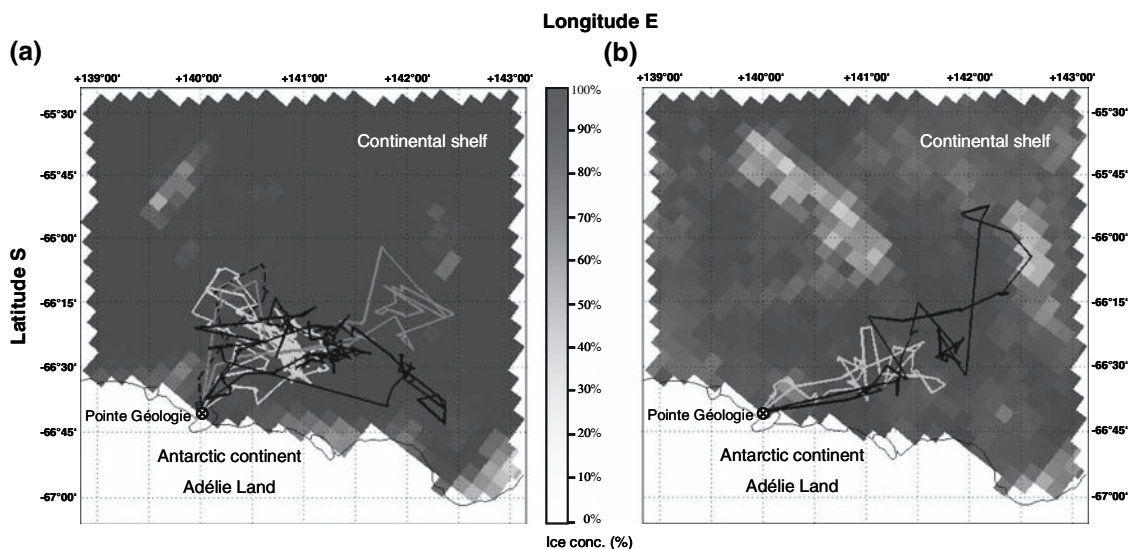 Longitude E
(a)
(b)
+139°00' +140°00' +141°00' +142°00' +143°00'
+139°00' +140°00' +141°00' +142°00' +143°00'
Latitude S
-65°30'
-65°45'
-66°00'
-66°15'
-66°30'
-66°45'
-67°00'
Continental shelf
Pointe Géologie
Antarctic continent
Adélie Land
100%
90%
80%
70%
60%
50%
40%
30%
20%
10%
0%
Ice conc. (%)
Continental shelf
Pointe Géologie
Antarctic continent
Adélie Land
-65°30'
-65°45'
-66°00'
-66°15'
-66°30'
-66°45'
-67°00'